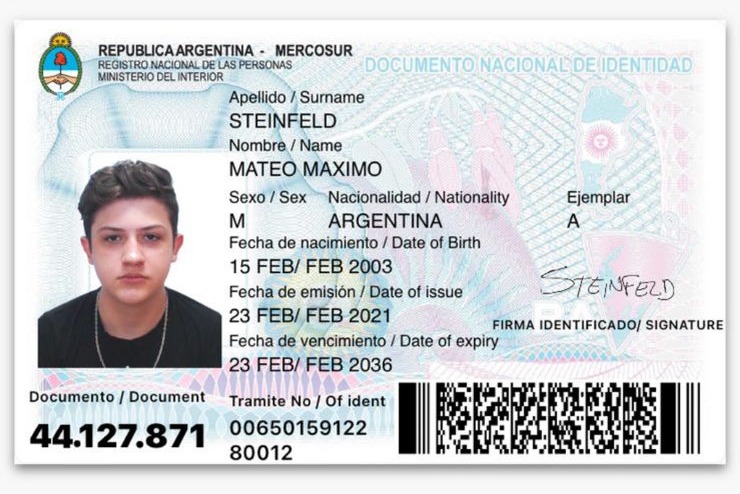 REPUBLICA ARGENTINA - MERCOSUR
REGISTRO NACIONAL DE LAS PERSONAS
MINISTERIO DEL INTERIOR
DOCUMENTO NACIONAL DE IDENTIDAD
Apellido / Surname
STEINFELD
Nombre / Name
MATEO MAXIMO
Sexo / Sex Nacionalidad / Nationality Ejemplar
M ARGENTINA A
Fecha de nacimiento / Date of Birth
15 FEB/ FEB 2003
Fecha de emisión / Date of issue
23 FEB/ FEB 2021
STEINFELD
FIRMA IDENTIFICADO/ SIGNATURE
Fecha de vencimiento / Date of expiry
23 FEB/ FEB 2036
Documento / Document
44.127.871
Tramite No / Of ident
00650159122
80012